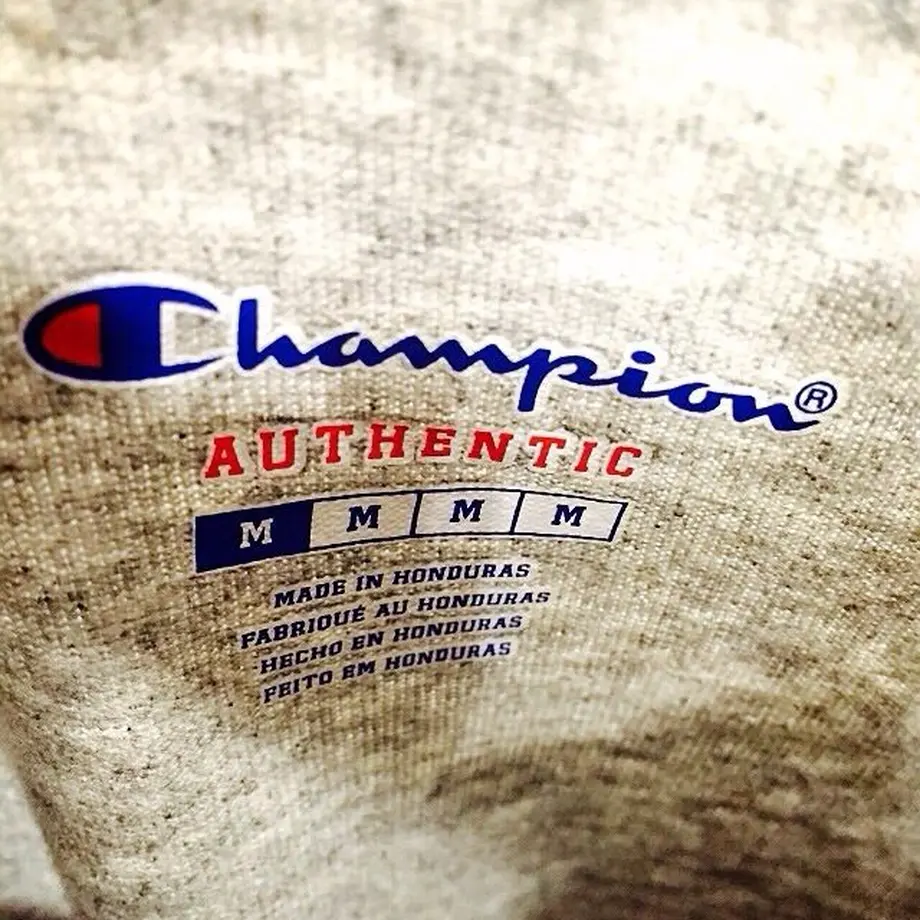 Champion®
AUTHENTIC
M M M M
MADE IN HONDURAS
FABRIQUÉ AU HONDURAS
HECHO EN HONDURAS
FEITO EM HONDURAS